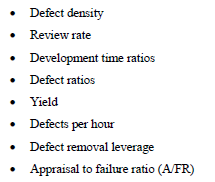 • Defect density
• Review rate
• Development time ratios
• Defect ratios
• Yield
• Defects per hour
• Defect removal leverage
• Appraisal to failure ratio (A/FR)